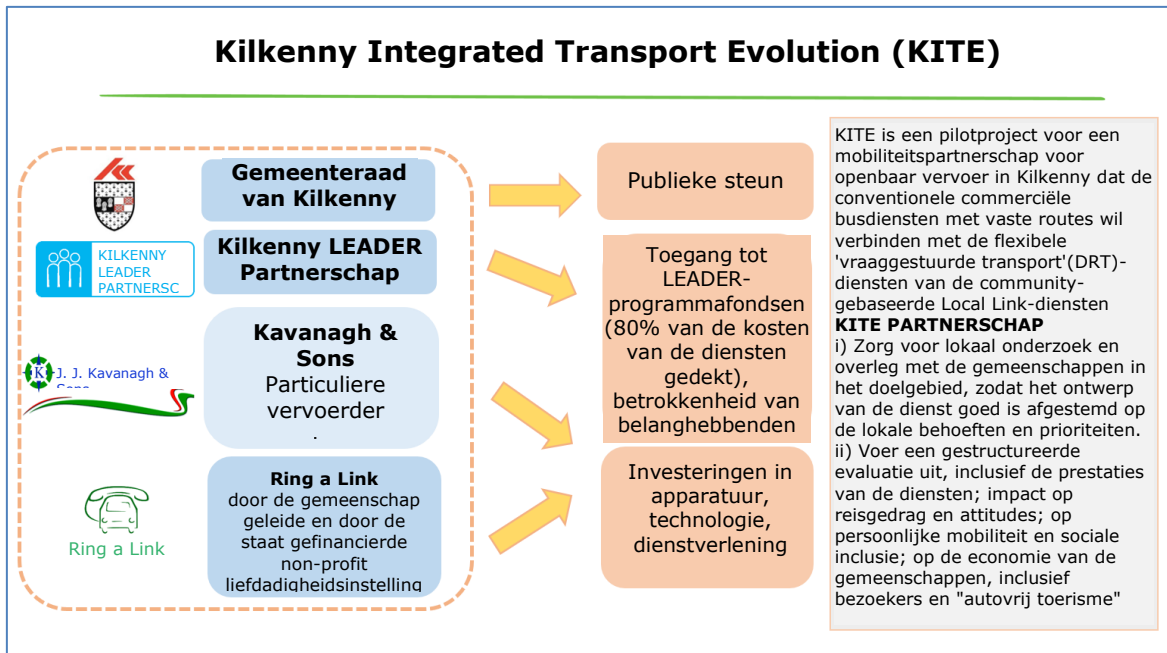 Kilkenny Integrated Transport Evolution (KITE)
Gemeenteraad
van Kilkenny
KILKENNY
LEADER
PARTNERSC
Kilkenny LEADER
Partnerschap
J. J. Kavanagh &
Sons
Kavanagh &
Sons
Particuliere
vervoerder
.
Ring a Link
Ring a Link
door de gemeenschap
geleide en door de
staat gefinancierde
non-profit
liefdadigheidsinstelling
Publieke steun
Toegang tot
LEADER-
programmafondsen
(80% van de kosten
van de diensten
gedekt),
betrokkenheid van
belanghebbenden
Investeringen in
apparatuur,
technologie,
dienstverlening
KITE is een pilotproject voor een
mobiliteitspartnerschap voor
openbaar vervoer in Kilkenny dat de
conventionele commerciële
busdiensten met vaste routes wil
verbinden met de flexibele
'vraaggestuurde transport'(DRT)-
diensten van de community-
gebaseerde Local Link-diensten
KITE PARTNERSCHAP
i) Zorg voor lokaal onderzoek en
overleg met de gemeenschappen in
het doelgebied, zodat het ontwerp
van de dienst goed is afgestemd op
de lokale behoeften en prioriteiten.
ii) Voer een gestructureerde
evaluatie uit, inclusief de prestaties
van de diensten; impact op
reisgedrag en attitudes; op
persoonlijke mobiliteit en sociale
inclusie; op de economie van de
gemeenschappen, inclusief
bezoekers en "autovrij toerisme"